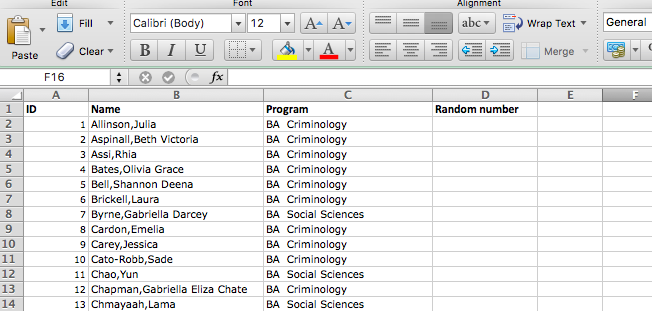 Edit Font Alignment
Paste Fill Clear Calibri (Body) 12 A A abc Wrap Text General
B I U A Merge %
F16 fx
A B C D E F
1 ID Name Program Random number
2 1 Allinson,Julia BA Criminology
3 2 Aspinall,Beth Victoria BA Criminology
4 3 Assi,Rhia BA Criminology
5 4 Bates,Olivia Grace BA Criminology
6 5 Bell,Shannon Deena BA Criminology
7 6 Brickell,Laura BA Criminology
8 7 Byrne,Gabriella Darcey BA Social Sciences
9 8 Cardon,Emelia BA Criminology
10 9 Carey,Jessica BA Criminology
11 10 Cato-Robb,Sade BA Criminology
12 11 Chao,Yun BA Social Sciences
13 12 Chapman,Gabriella Eliza Chate BA Criminology
14 13 Chmayaah,Lama BA Social Sciences